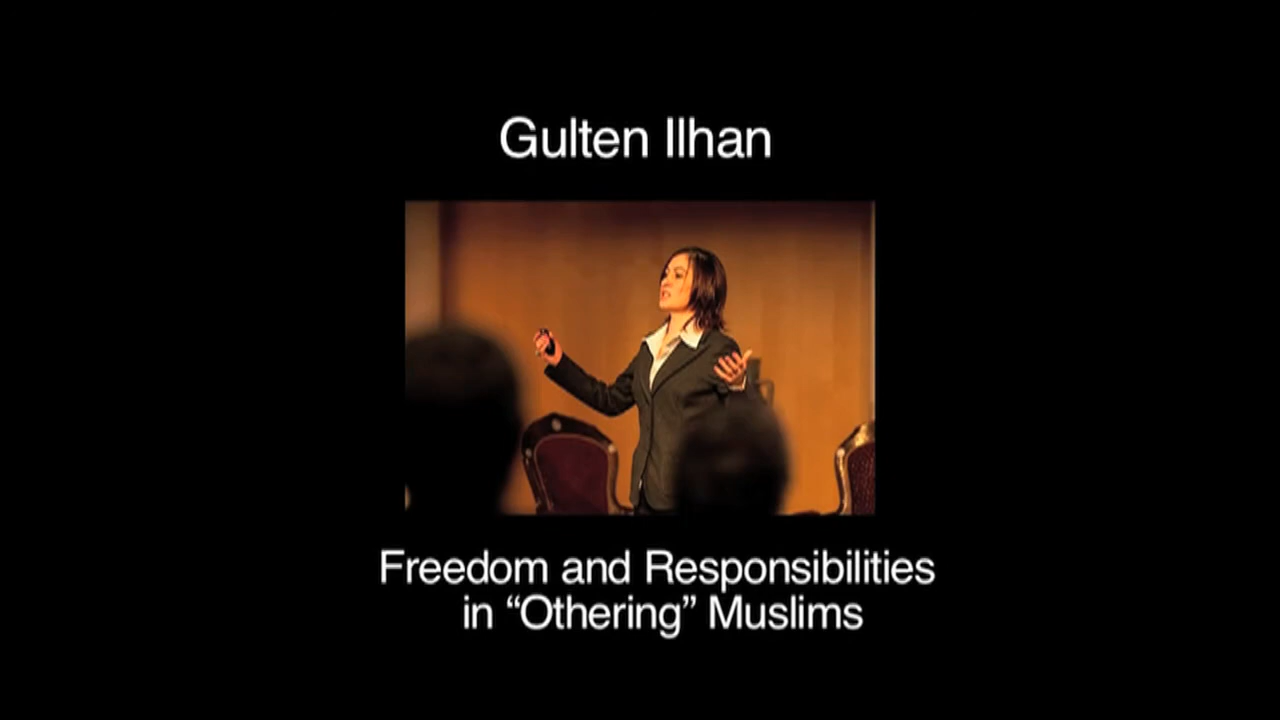 Gulten Ilhan
Freedom and Responsibilities
in “Othering” Muslims